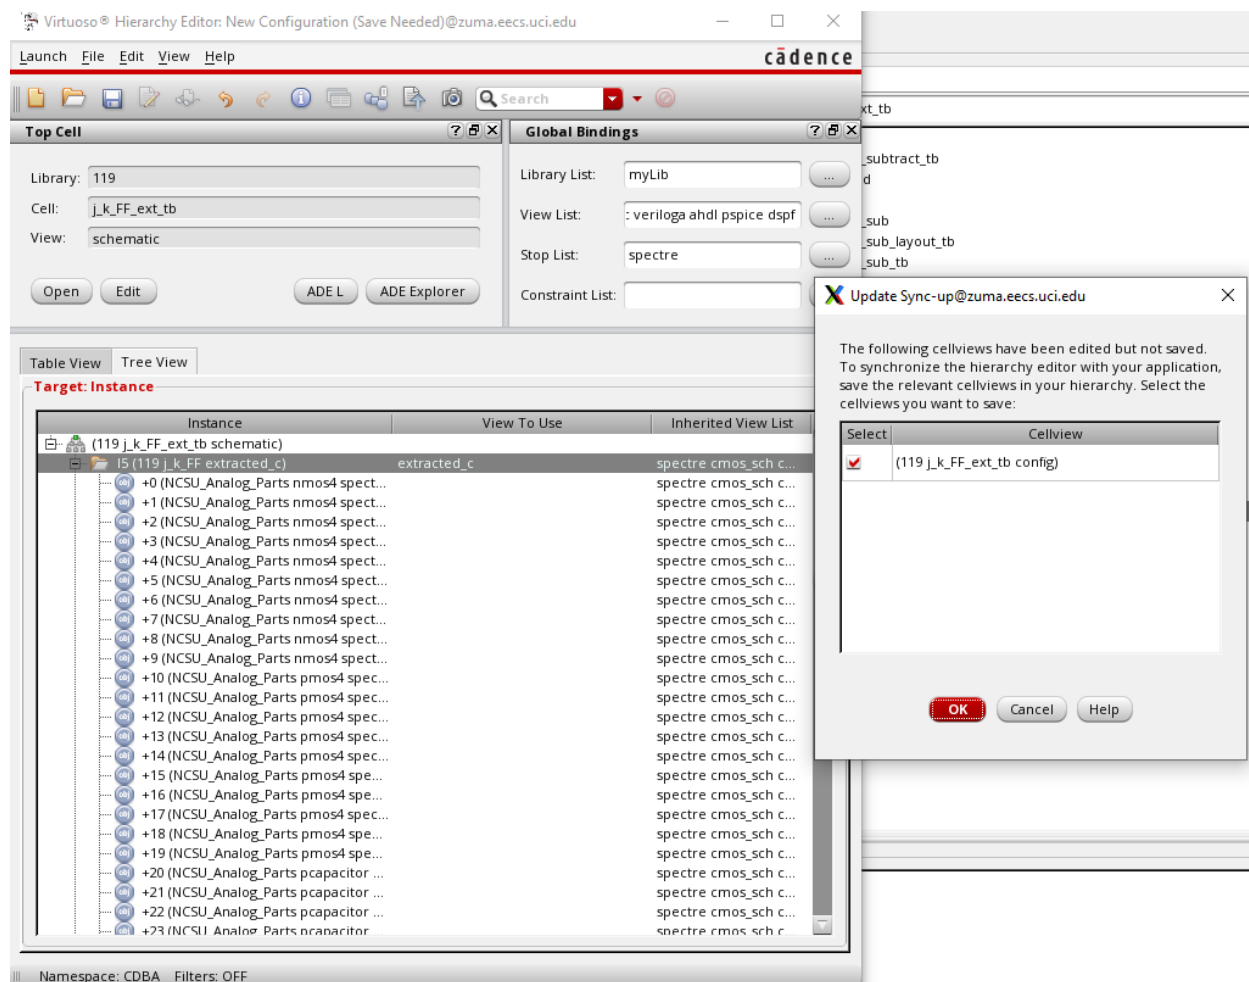 Virtuoso® Hierarchy Editor: New Configuration (Save Needed)@zuma.eecs.uci.edu
Launch File Edit View Help
cādence
Search
Top Cell
Library: 119
Cell: j_k_FF_ext_tb
View: schematic
Open Edit ADE L ADE Explorer
Global Bindings
Library List: myLib ...
View List: : veriloga ahdl pspice dspf ...
Stop List: spectre ...
Constraint List:
xt_tb
_subtract_tb
d
_sub
_sub_layout_tb
_sub_tb
Table View Tree View
Target: Instance
Instance View To Use Inherited View List
(119 j_k_FF_ext_tb schematic)
I5 (119 j_k_FF extracted_c) extracted_c spectre cmos_sch c...
+0 (NCSU_Analog_Parts nmos4 spect... spectre cmos_sch c...
+1 (NCSU_Analog_Parts nmos4 spect... spectre cmos_sch c...
+2 (NCSU_Analog_Parts nmos4 spect... spectre cmos_sch c...
+3 (NCSU_Analog_Parts nmos4 spect... spectre cmos_sch c...
+4 (NCSU_Analog_Parts nmos4 spect... spectre cmos_sch c...
+5 (NCSU_Analog_Parts nmos4 spect... spectre cmos_sch c...
+6 (NCSU_Analog_Parts nmos4 spect... spectre cmos_sch c...
+7 (NCSU_Analog_Parts nmos4 spect... spectre cmos_sch c...
+8 (NCSU_Analog_Parts nmos4 spect... spectre cmos_sch c...
+9 (NCSU_Analog_Parts nmos4 spect... spectre cmos_sch c...
+10 (NCSU_Analog_Parts pmos4 spec... spectre cmos_sch c...
+11 (NCSU_Analog_Parts pmos4 spec... spectre cmos_sch c...
+12 (NCSU_Analog_Parts pmos4 spec... spectre cmos_sch c...
+13 (NCSU_Analog_Parts pmos4 spec... spectre cmos_sch c...
+14 (NCSU_Analog_Parts pmos4 spec... spectre cmos_sch c...
+15 (NCSU_Analog_Parts pmos4 spe... spectre cmos_sch c...
+16 (NCSU_Analog_Parts pmos4 spe... spectre cmos_sch c...
+17 (NCSU_Analog_Parts pmos4 spec... spectre cmos_sch c...
+18 (NCSU_Analog_Parts pmos4 spe... spectre cmos_sch c...
+19 (NCSU_Analog_Parts pmos4 spe... spectre cmos_sch c...
+20 (NCSU_Analog_Parts pcapacitor ... spectre cmos_sch c...
+21 (NCSU_Analog_Parts pcapacitor ... spectre cmos_sch c...
+22 (NCSU_Analog_Parts pcapacitor ... spectre cmos_sch c...
+23 (NCSU_Analog_Parts pcapacitor spectre cmos_sch c
Namespace: CDBA Filters: OFF
Update Sync-up@zuma.eecs.uci.edu
The following cellviews have been edited but not saved.
To synchronize the hierarchy editor with your application,
save the relevant cellviews in your hierarchy. Select the
cellviews you want to save:
Select Cellview
(119 j_k_FF_ext_tb config)
OK Cancel Help